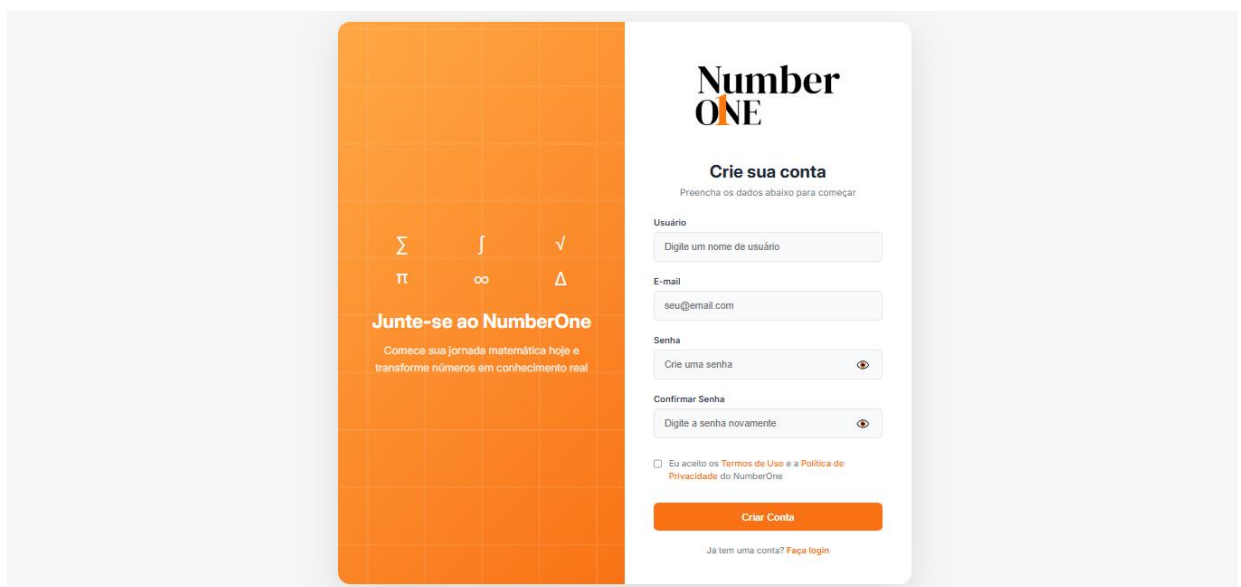 ∑ ∫ √
π ∞ Δ
Junte-se ao NumberOne
Comece sua jornada matemática hoje e
transforme números em conhecimento real
Number
ONE
Crie sua conta
Preencha os dados abaixo para começar
Usuário
Digite um nome de usuário
E-mail
seu@email.com
Senha
Crie uma senha
Confirmar Senha
Digite a senha novamente
Eu aceito os Termos de Uso e a Política de
Privacidade do NumberOne
Criar Conta
Já tem uma conta? Faça login